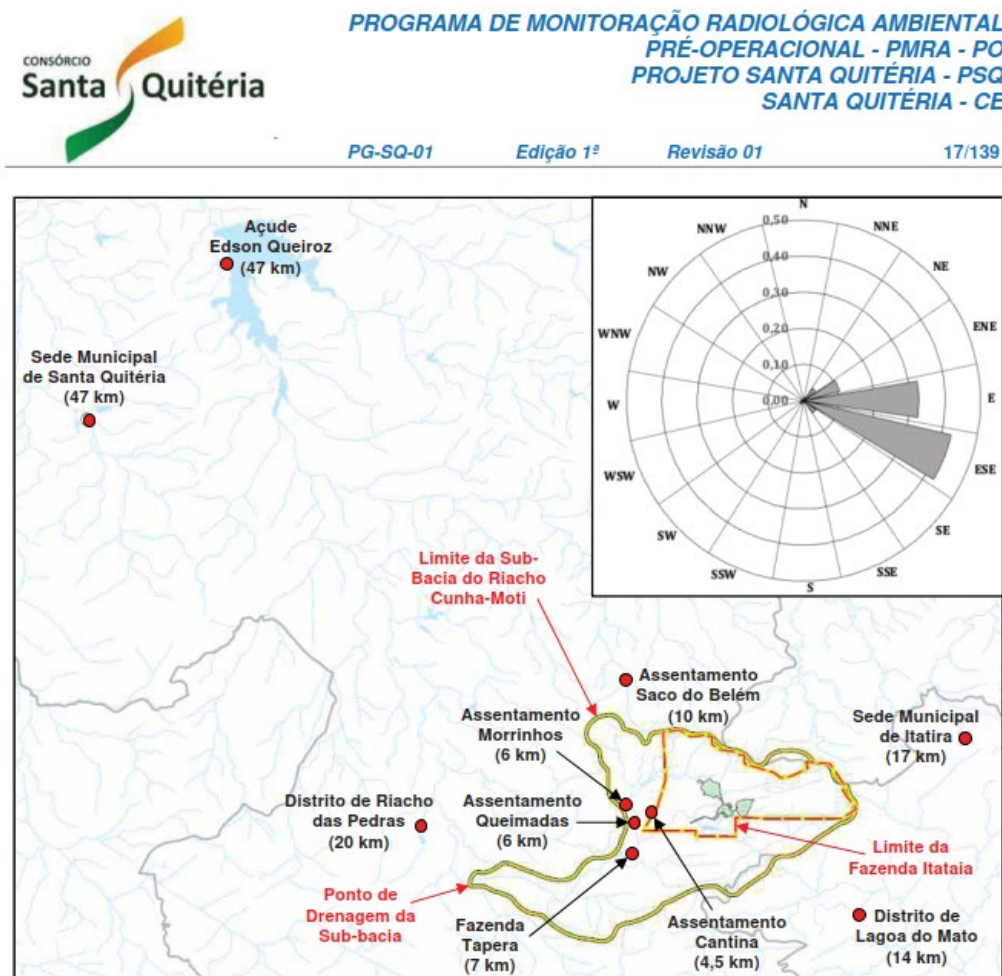 CONSÓRCIO
Santa Quitéria
PROGRAMA DE MONITORAÇÃO RADIOLÓGICA AMBIENTAL
PRÉ-OPERACIONAL - PMRA - PO
PROJETO SANTA QUITÉRIA - PSQ
SANTA QUITÉRIA - CE
PG-SQ-01 Edição 1ª Revisão 01 17/139
Açude
Edson Queiroz
(47 km)
Sede Municipal
de Santa Quitéria
(47 km)
N
NNE
NE
ENE
E
ESE
SE
SSE
S
SSW
SW
WSW
W
WNW
NW
NNW
0,50
0,40
0,30
0,20
0,10
0,00
Limite da Sub-
Bacia do Riacho
Cunha-Moti
Assentamento
Saco do Belém
(10 km)
Assentamento
Morrinhos
(6 km)
Sede Municipal
de Itatira
(17 km)
Distrito de Riacho
das Pedras
(20 km)
Assentamento
Queimadas
(6 km)
Limite da
Fazenda Itataia
Ponto de
Drenagem da
Sub-bacia
Fazenda
Tapera
(7 km)
Assentamento
Cantina
(4,5 km)
Distrito de
Lagoa do Mato
(14 km)